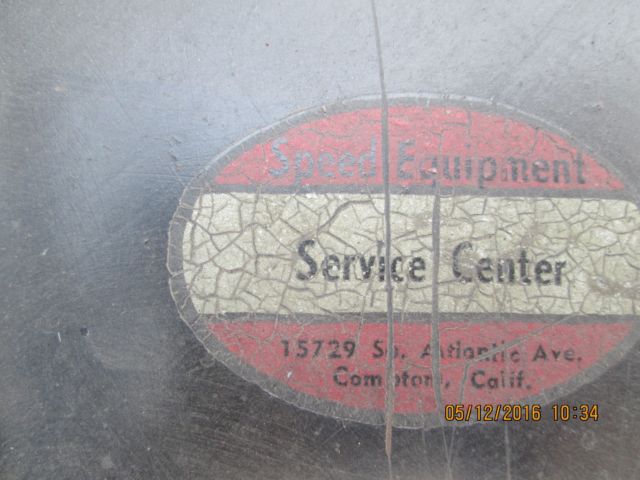 Speed Equipment
Service Center
15729 So. Atlantic Ave.
Compton, Calif.
05/12/2016 10:34